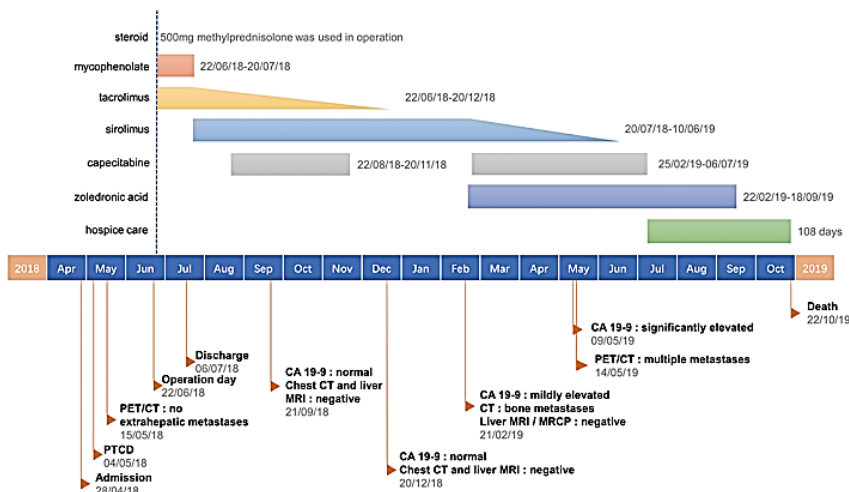 steroid 500mg methylprednisolone was used in operation
mycophenolate 22/06/18-20/07/18
tacrolimus 22/06/18-20/12/18
sirolimus 20/07/18-10/06/19
capecitabine 22/08/18-20/11/18 25/02/19-06/07/19
zoledronic acid 22/02/19-18/09/19
hospice care 108 days
2018 Apr May Jun Jul Aug Sep Oct Nov Dec Jan Feb Mar Apr May Jun Jul Aug Sep Oct 2019
Death
22/10/19
CA 19-9 : significantly elevated
09/05/19
PET/CT : multiple metastases
14/05/19
Discharge
06/07/18
Operation day
22/06/18
CA 19-9 : normal
Chest CT and liver
MRI : negative
21/09/18
PET/CT : no
extrahepatic metastases
15/05/18
CA 19-9 : mildly elevated
CT : bone metastases
Liver MRI / MRCP : negative
21/02/19
PTCD
04/05/18
CA 19-9 : normal
Chest CT and liver MRI : negative
20/12/18
Admission
28/04/18